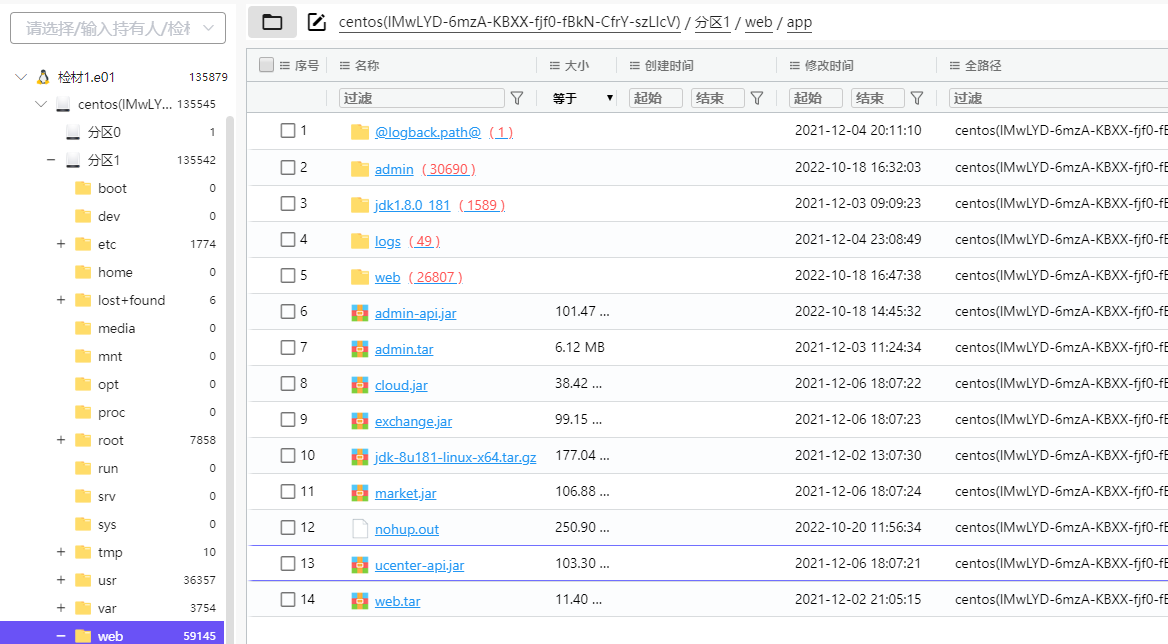 请选择/输入持有人/检材
检材1.e01 135879
centos(IMwLY... 135545
分区0 1
分区1 135542
boot 0
dev 0
etc 1774
home 0
lost+found 6
media 0
mnt 0
opt 0
proc 0
root 7858
run 0
srv 0
sys 0
tmp 10
usr 36357
var 3754
web 59145
centos(IMwLYD-6mzA-KBXX-fjf0-fBkN-CfrY-szLIcV) / 分区1 / web / app
序号 名称 大小 创建时间 修改时间 全路径
过滤 等于 起始 结束 起始 结束 过滤
1 @logback.path@ ( 1 ) 2021-12-04 20:11:10 centos(IMwLYD-6mzA-KBXX-fjf0-fB
2 admin ( 30690 ) 2022-10-18 16:32:03 centos(IMwLYD-6mzA-KBXX-fjf0-fB
3 jdk1.8.0_181 ( 1589 ) 2021-12-03 09:09:23 centos(IMwLYD-6mzA-KBXX-fjf0-fB
4 logs ( 49 ) 2021-12-04 23:08:49 centos(IMwLYD-6mzA-KBXX-fjf0-fB
5 web ( 26807 ) 2022-10-18 16:47:38 centos(IMwLYD-6mzA-KBXX-fjf0-fB
6 admin-api.jar 101.47 ... 2022-10-18 14:45:32 centos(IMwLYD-6mzA-KBXX-fjf0-fB
7 admin.tar 6.12 MB 2021-12-03 11:24:34 centos(IMwLYD-6mzA-KBXX-fjf0-fB
8 cloud.jar 38.42 ... 2021-12-06 18:07:22 centos(IMwLYD-6mzA-KBXX-fjf0-fB
9 exchange.jar 99.15 ... 2021-12-06 18:07:23 centos(IMwLYD-6mzA-KBXX-fjf0-fB
10 jdk-8u181-linux-x64.tar.gz 177.04 ... 2021-12-02 13:07:30 centos(IMwLYD-6mzA-KBXX-fjf0-fB
11 market.jar 106.88 ... 2021-12-06 18:07:24 centos(IMwLYD-6mzA-KBXX-fjf0-fB
12 nohup.out 250.90 ... 2022-10-20 11:56:34 centos(IMwLYD-6mzA-KBXX-fjf0-fB
13 ucenter-api.jar 103.30 ... 2021-12-06 18:07:21 centos(IMwLYD-6mzA-KBXX-fjf0-fB
14 web.tar 11.40 ... 2021-12-02 21:05:15 centos(IMwLYD-6mzA-KBXX-fjf0-fB